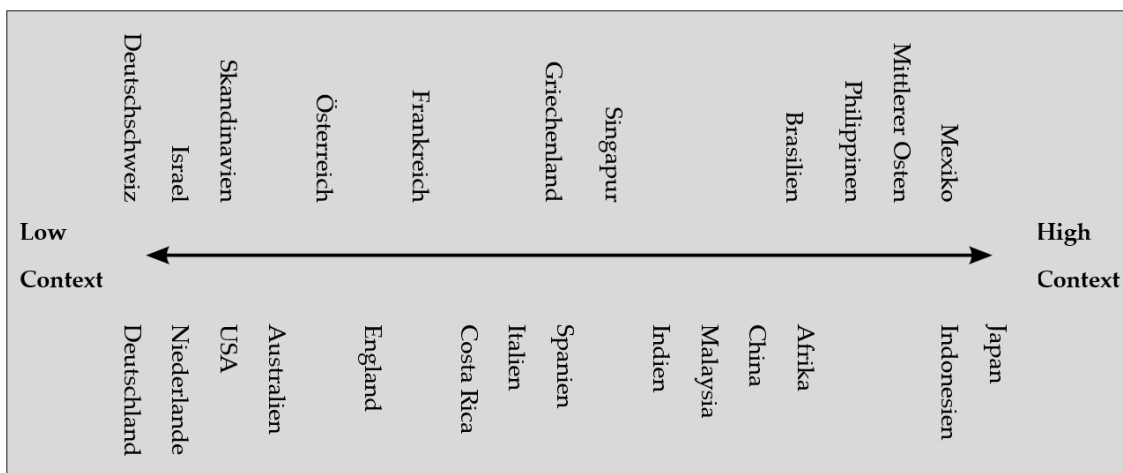 Deutschschweiz
Israel
Skandinavien
Österreich
Frankreich
Griechenland
Singapur
Brasilien
Philippinen
Mittlerer Osten
Mexiko
Low
Context
High
Context
Deutschland
Niederlande
USA
Australien
England
Costa Rica
Italien
Spanien
Indien
Malaysia
China
Afrika
Indonesien
Japan